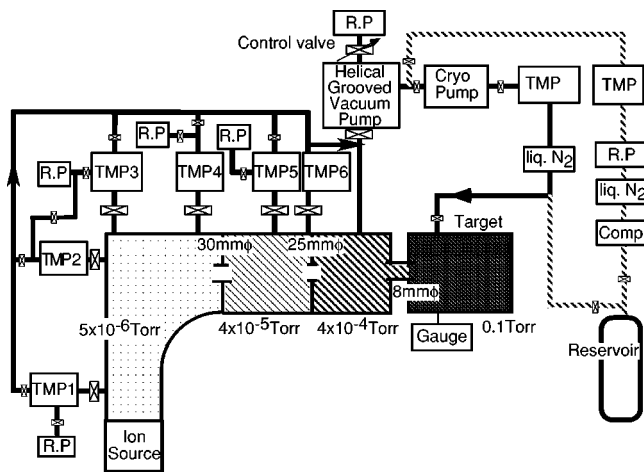 R.P
Control valve
Helical
Grooved
Vacuum
Pump
Cryo
Pump
TMP
TMP
R.P
R.P
R.P
R.P
liq. N2
liq. N2
Comp.
TMP3
TMP4
TMP5
TMP6
TMP2
30mmφ
25mmφ
Target
8mmφ
5x10-6Torr
4x10-5Torr
4x10-4Torr
0.1Torr
Gauge
Reservoir
TMP1
R.P
Ion
Source